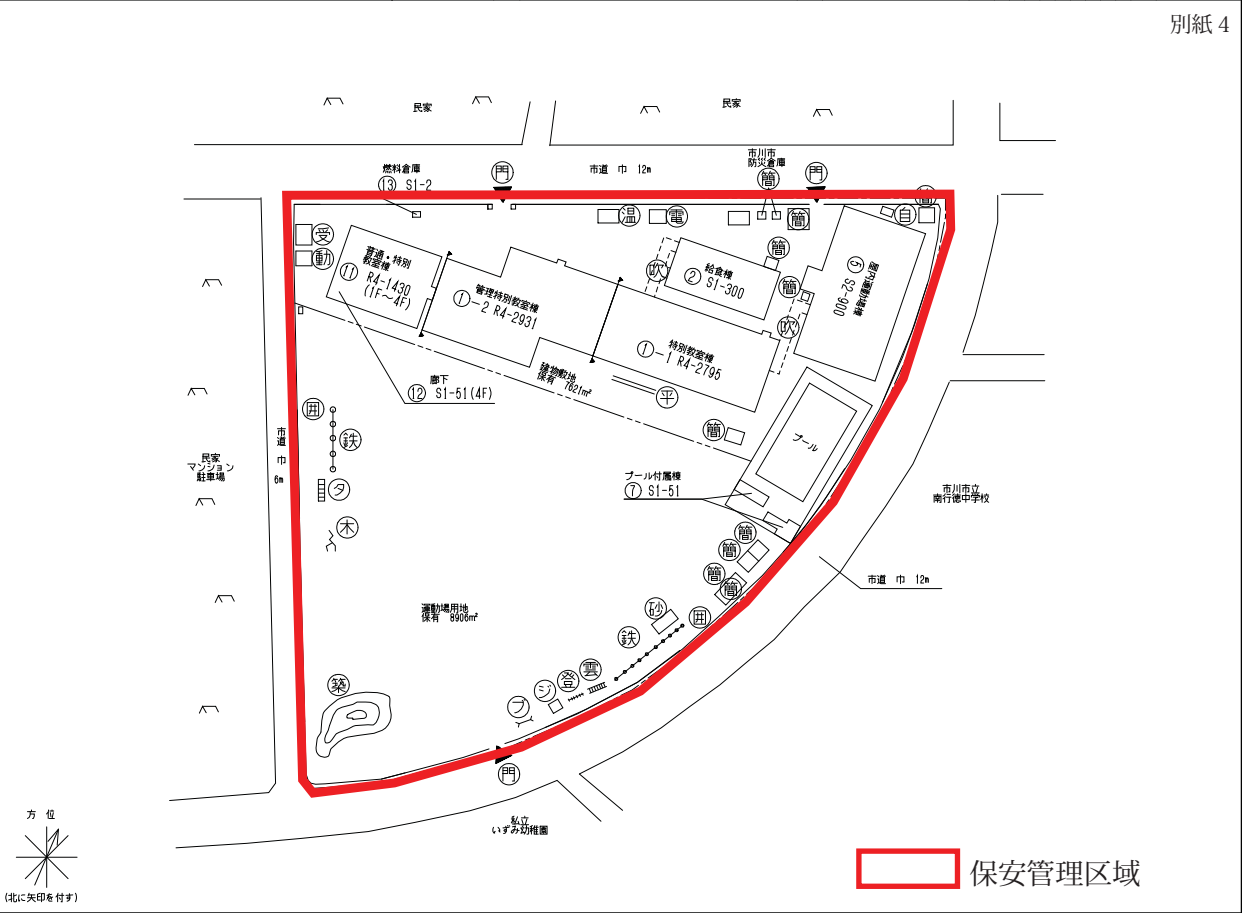 別紙 4
民家
民家
市川市
防災倉庫
燃料倉庫
⑬ S1-2
門
市道 巾 12m
簡
門
受
動
温
電
簡
自
普通・特別
教室棟
⑪ R4-1430
(1F～4F)
管理特別教室棟
①－2 R4-2931
吹
給食棟
② S1-300
簡
簡
吹
屋内運動場棟
⑤ S2-900
特別教室棟
①－1 R4-2795
建物敷地
保有 7621㎡
平
廊下
⑫ S1-51(4F)
囲
鉄
簡
プール
市道 巾 6m
民家
マンション
駐車場
タ
木
プール付属棟
⑦ S1-51
市川市立
南行徳中学校
簡
簡
簡
簡
市道 巾 12m
運動場用地
保有 8906㎡
砂
囲
鉄
雲
登
ジ
ブ
築
門
私立
いずみ幼稚園
方 位
(北に矢印を付す)
保安管理区域